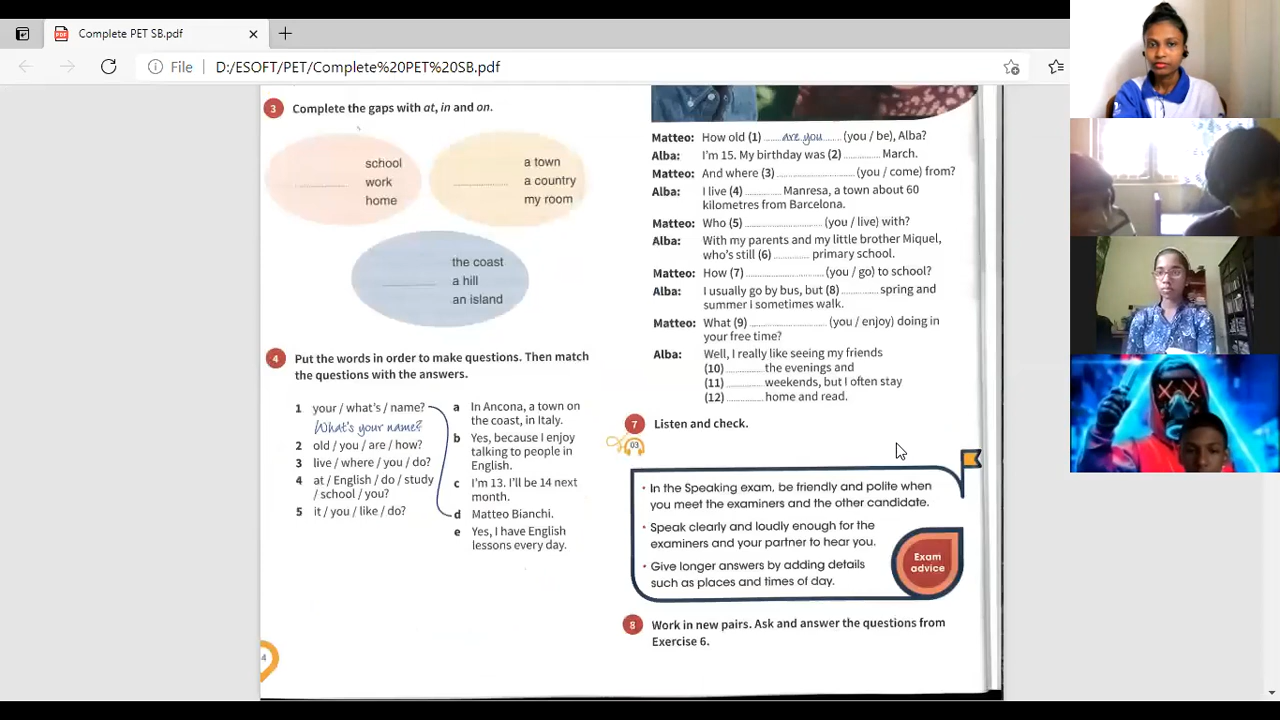 Complete PET SB.pdf
File D:/ESOFT/PET/Complete%20PET%20SB.pdf
3 Complete the gaps with at, in and on.
............... school
work
home
............... a town
a country
my room
............... the coast
a hill
an island
4 Put the words in order to make questions. Then match
the questions with the answers.
1 your / what's / name?
What's your name?
2 old / you / are / how?
3 live / where / you / do?
4 at / English / do / study
/ school / you?
5 it / you / like / do?
a In Ancona, a town on
the coast, in Italy.
b Yes, because I enjoy
talking to people in
English.
c I'm 13. I'll be 14 next
month.
d Matteo Bianchi.
e Yes, I have English
lessons every day.
4
Matteo: How old (1) ...... are you ...... (you / be), Alba?
Alba: I'm 15. My birthday was (2) ............ March.
Matteo: And where (3) ......................... (you / come) from?
Alba: I live (4) ............ Manresa, a town about 60
kilometres from Barcelona.
Matteo: Who (5) ......................... (you / live) with?
Alba: With my parents and my little brother Miquel,
who's still (6) ............ primary school.
Matteo: How (7) ......................... (you / go) to school?
Alba: I usually go by bus, but (8) ............ spring and
summer I sometimes walk.
Matteo: What (9) ......................... (you / enjoy) doing in
your free time?
Alba: Well, I really like seeing my friends
(10) ............ the evenings and
(11) ............ weekends, but I often stay
(12) ............ home and read.
7 Listen and check.
03
• In the Speaking exam, be friendly and polite when
you meet the examiners and the other candidate.
• Speak clearly and loudly enough for the
examiners and your partner to hear you.
• Give longer answers by adding details
such as places and times of day.
Exam
advice
8 Work in new pairs. Ask and answer the questions from
Exercise 6.